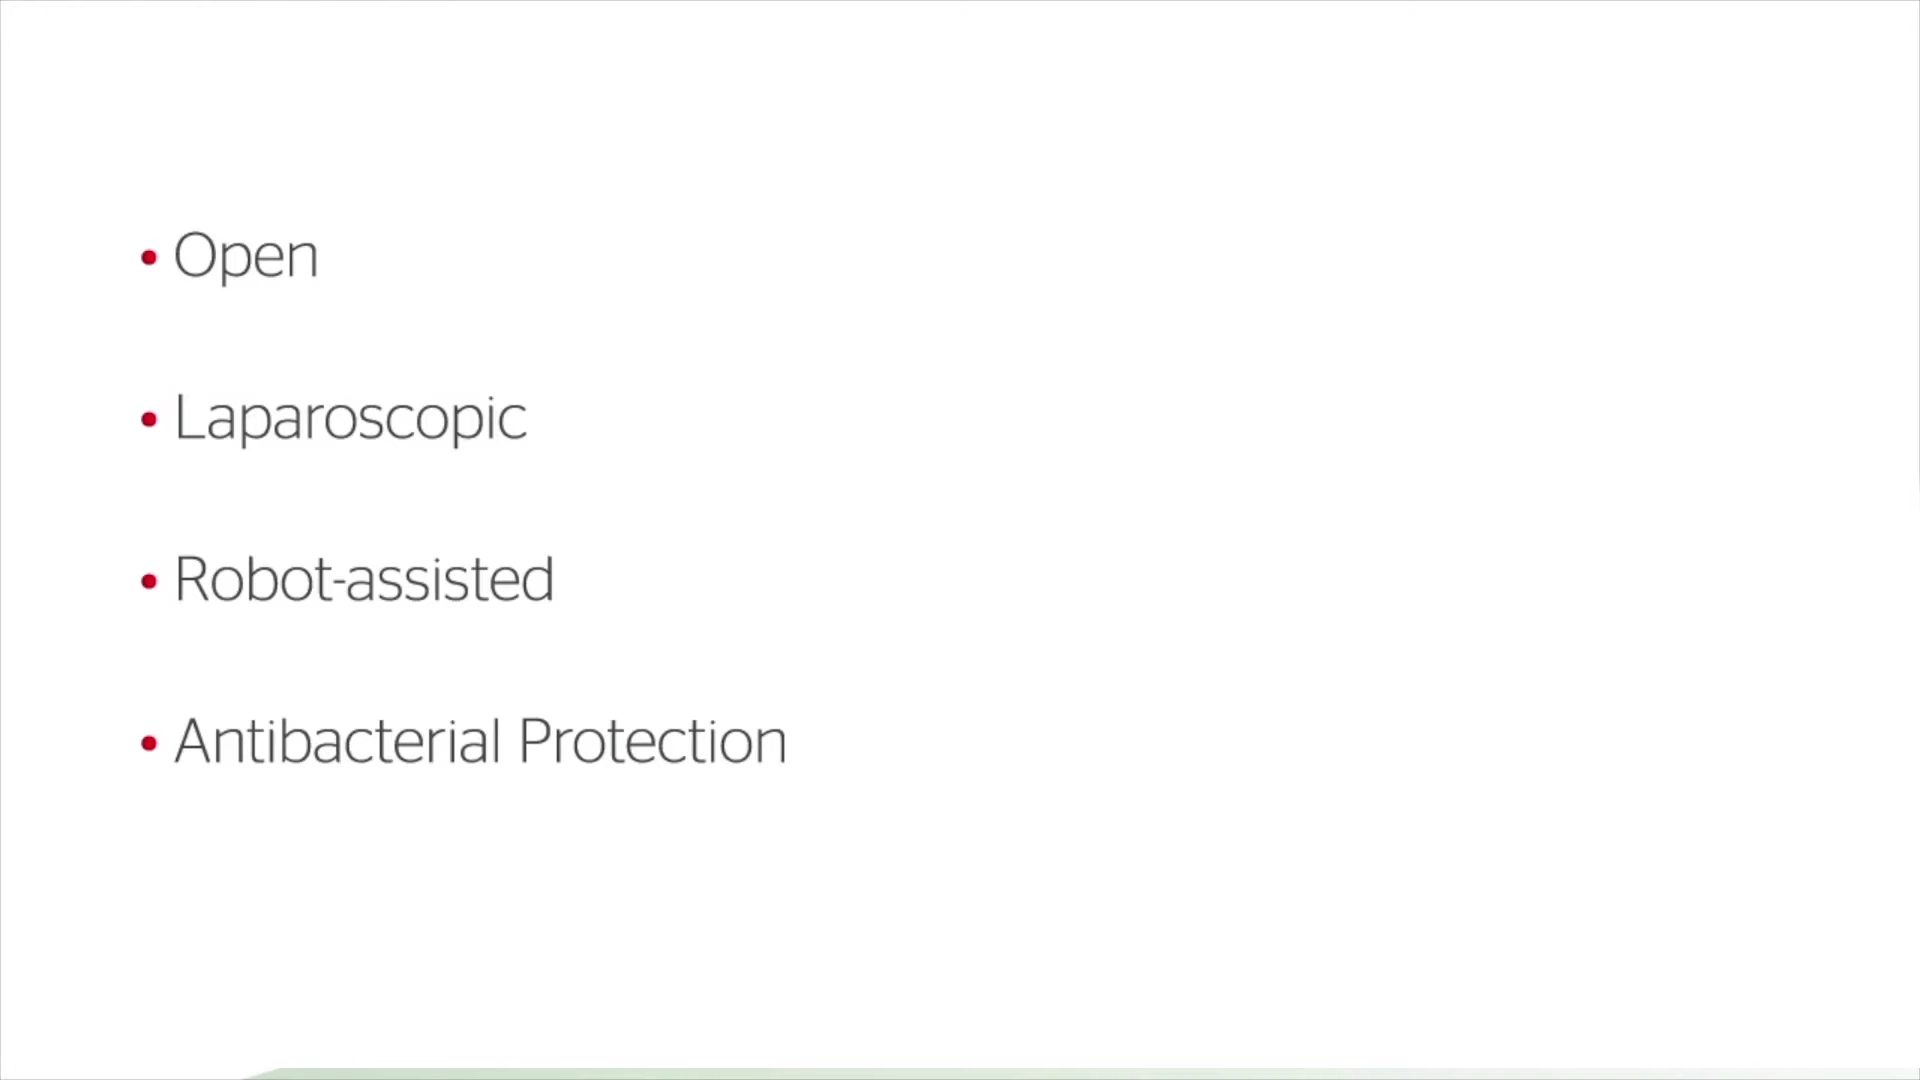 • Open
• Laparoscopic
• Robot-assisted
• Antibacterial Protection